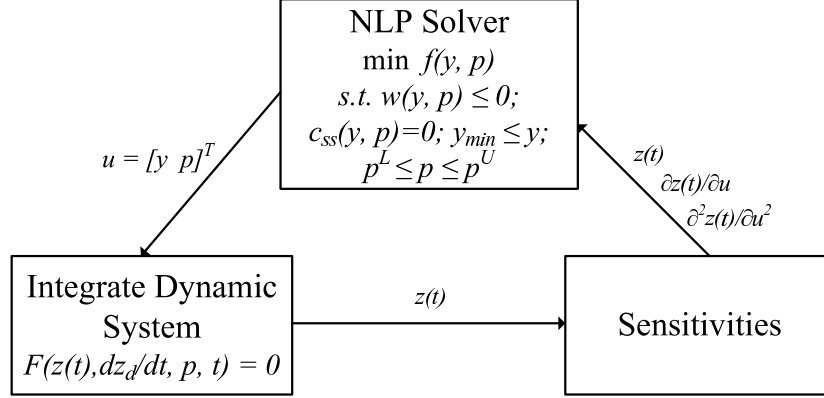 NLP Solver
min f(y, p)
s.t. w(y, p) ≤ 0;
c_ss(y, p)=0; y_min ≤ y;
p^L ≤ p ≤ p^U
u = [y p]^T
z(t)
∂z(t)/∂u
∂²z(t)/∂u²
Integrate Dynamic
System
F(z(t),dz_d/dt, p, t) = 0
z(t)
Sensitivities